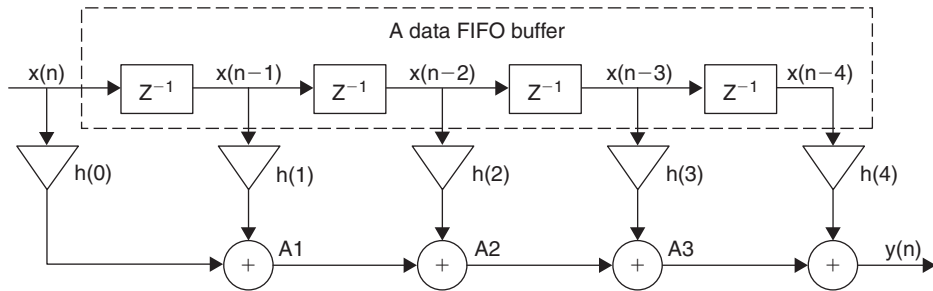 A data FIFO buffer
x(n) x(n−1) x(n−2) x(n−3) x(n−4)
Z⁻¹ Z⁻¹ Z⁻¹ Z⁻¹
h(0) h(1) h(2) h(3) h(4)
A1 A2 A3 y(n)
+ + + +